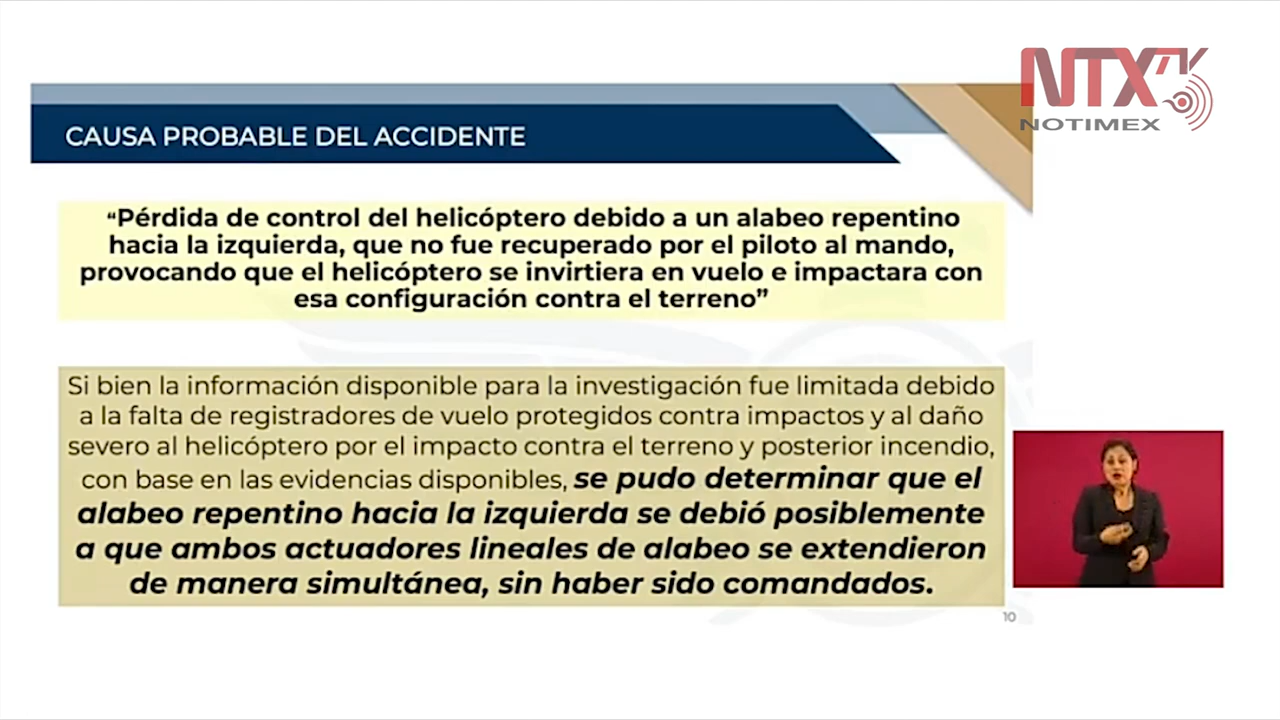 NTX TV
NOTIMEX
CAUSA PROBABLE DEL ACCIDENTE
“Pérdida de control del helicóptero debido a un alabeo repentino
hacia la izquierda, que no fue recuperado por el piloto al mando,
provocando que el helicóptero se invirtiera en vuelo e impactara con
esa configuración contra el terreno”
Si bien la información disponible para la investigación fue limitada debido
a la falta de registradores de vuelo protegidos contra impactos y al daño
severo al helicóptero por el impacto contra el terreno y posterior incendio,
con base en las evidencias disponibles, se pudo determinar que el
alabeo repentino hacia la izquierda se debió posiblemente
a que ambos actuadores lineales de alabeo se extendieron
de manera simultánea, sin haber sido comandados.
10